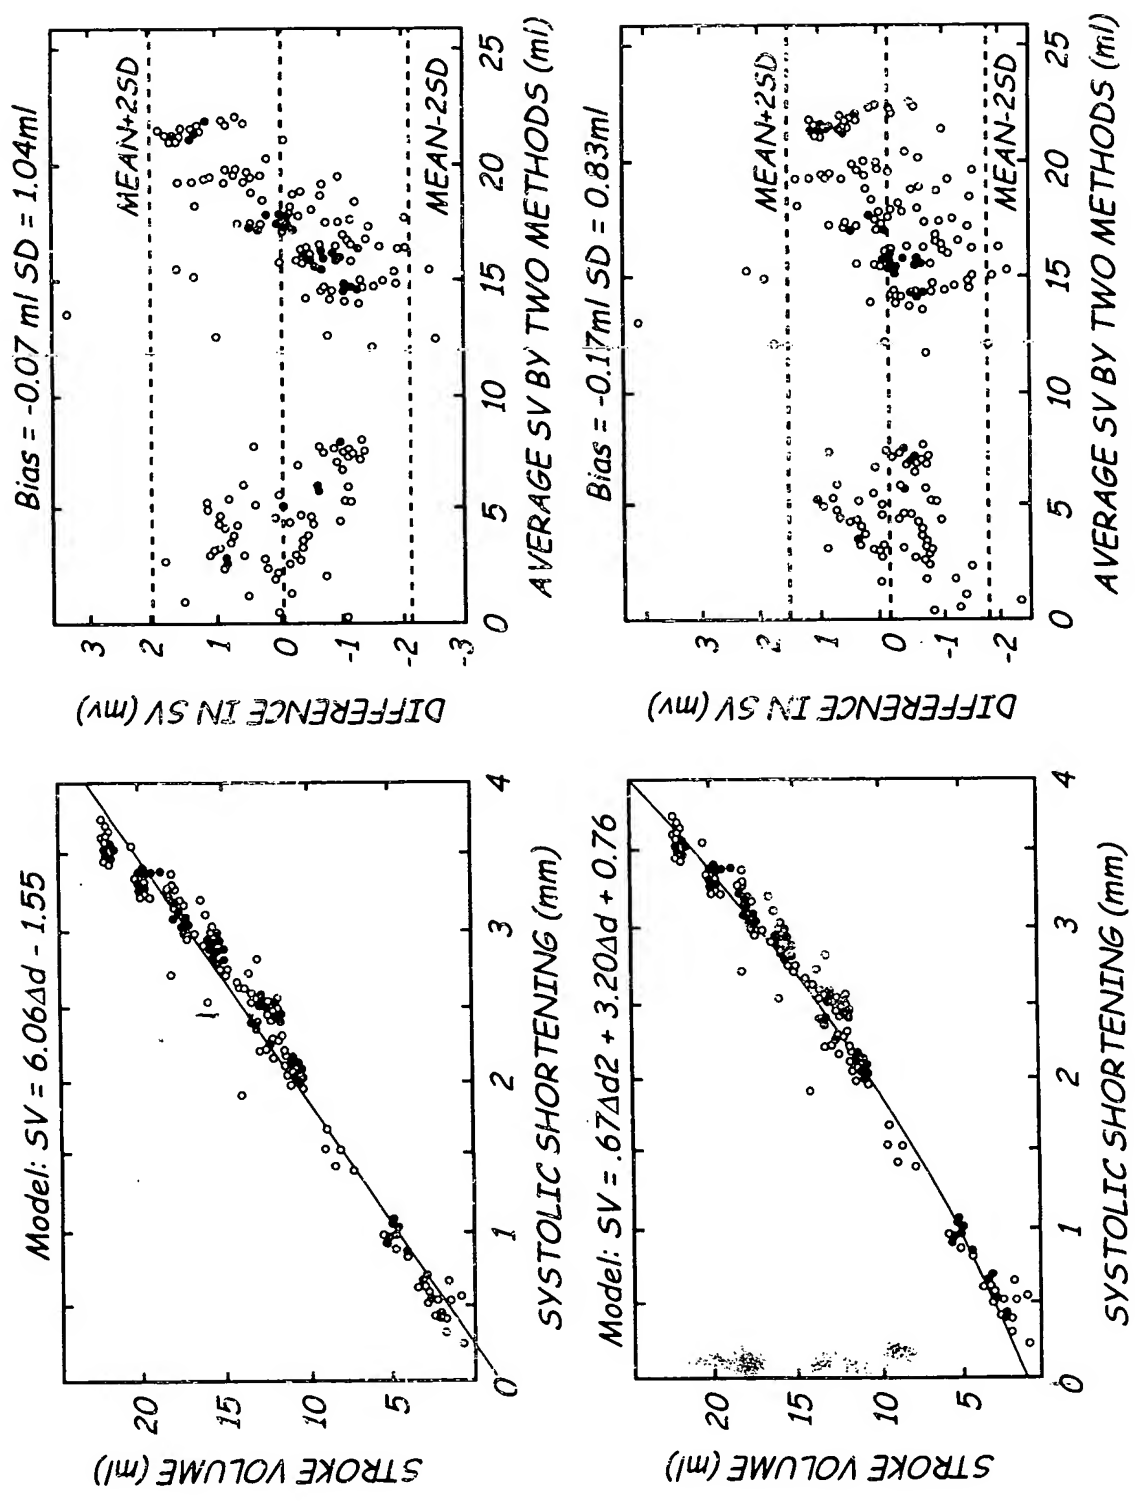 Model: SV = 6.06Δd - 1.55
STROKE VOLUME (ml)
20
15
10
5
0
1
2
3
4
SYSTOLIC SHORTENING (mm)
Bias = -0.07 ml SD = 1.04ml
DIFFERENCE IN SV (mv)
3
2
1
0
-1
-2
-3
MEAN+2SD
MEAN-2SD
0
5
10
15
20
25
AVERAGE SV BY TWO METHODS (ml)
Model: SV = .67Δd2 + 3.20Δd + 0.76
STROKE VOLUME (ml)
20
15
10
5
0
1
2
3
4
SYSTOLIC SHORTENING (mm)
Bias = -0.17ml SD = 0.83ml
DIFFERENCE IN SV (mv)
3
2
1
0
-1
-2
MEAN+2SD
MEAN-2SD
0
5
10
15
20
25
AVERAGE SV BY TWO METHODS (ml)